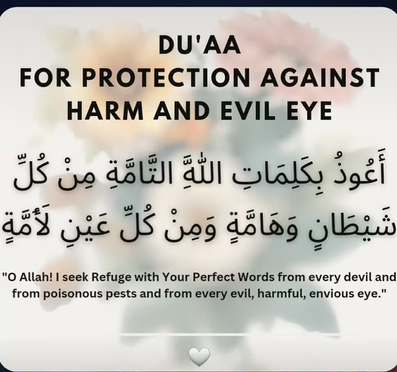 DU'AA
FOR PROTECTION AGAINST
HARM AND EVIL EYE
أَعُوذُ بِكَلِمَاتِ اللَّهِ التَّامَّةِ مِنْ كُلِّ
شَيْطَانٍ وَهَامَّةٍ وَمِنْ كُلِّ عَيْنٍ لَأَمَّةٍ
"O Allah! I seek Refuge with Your Perfect Words from every devil and
from poisonous pests and from every evil, harmful, envious eye."